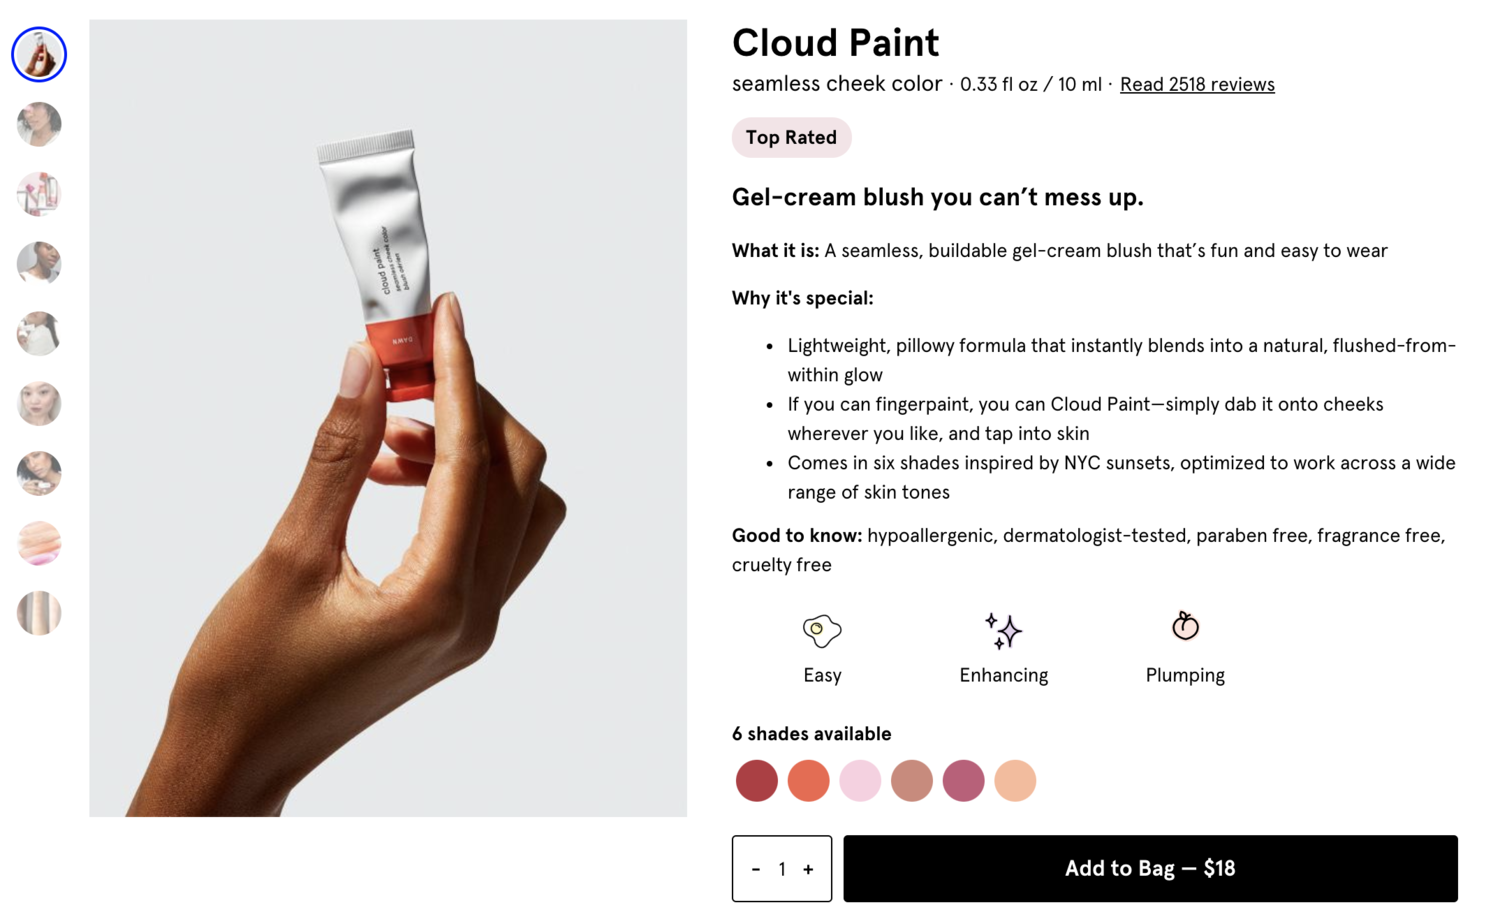 Cloud Paint
seamless cheek color · 0.33 fl oz / 10 ml · Read 2518 reviews
Top Rated
Gel-cream blush you can’t mess up.
What it is: A seamless, buildable gel-cream blush that’s fun and easy to wear
Why it's special:
• Lightweight, pillowy formula that instantly blends into a natural, flushed-from-
within glow
• If you can fingerpaint, you can Cloud Paint—simply dab it onto cheeks
wherever you like, and tap into skin
• Comes in six shades inspired by NYC sunsets, optimized to work across a wide
range of skin tones
Good to know: hypoallergenic, dermatologist-tested, paraben free, fragrance free,
cruelty free
Easy Enhancing Plumping
6 shades available
- 1 +
Add to Bag — $18
cloud paint
seamless cheek color